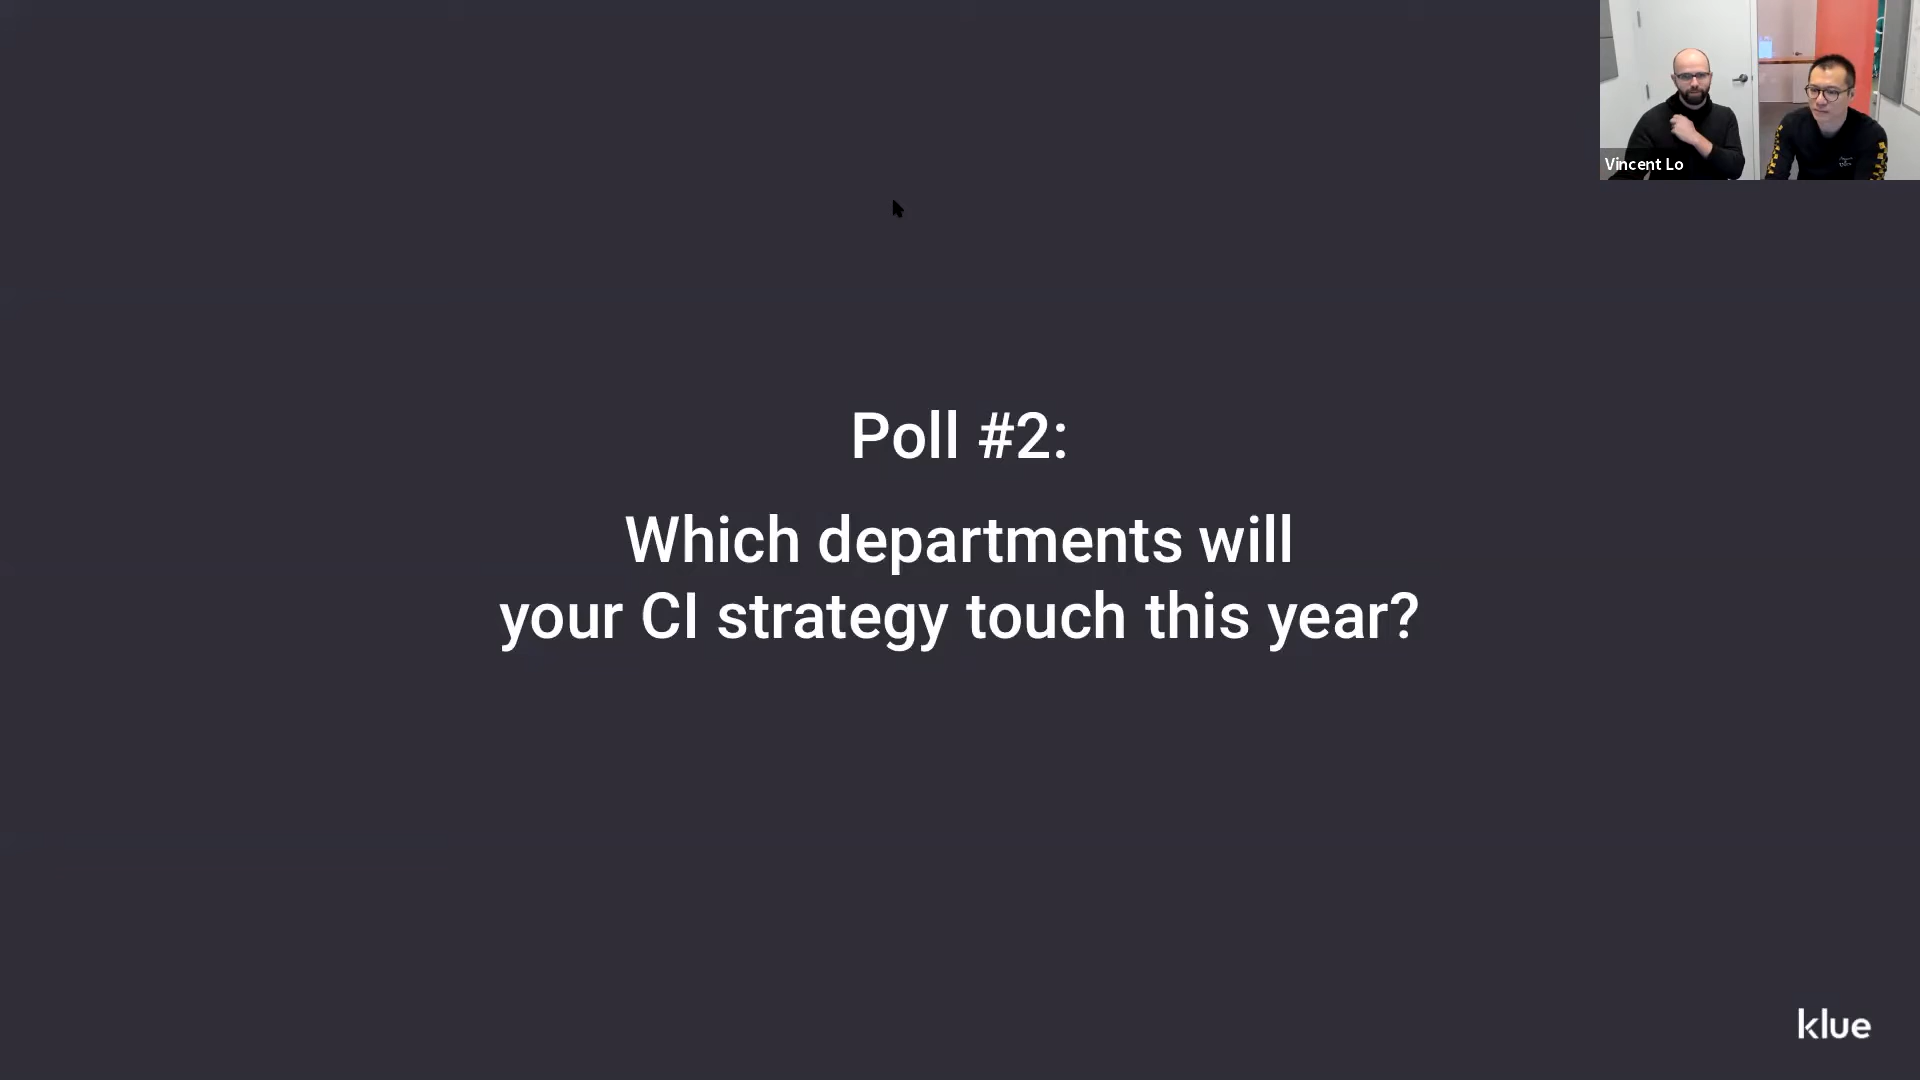 Vincent Lo
Poll #2:
Which departments will
your CI strategy touch this year?
klue